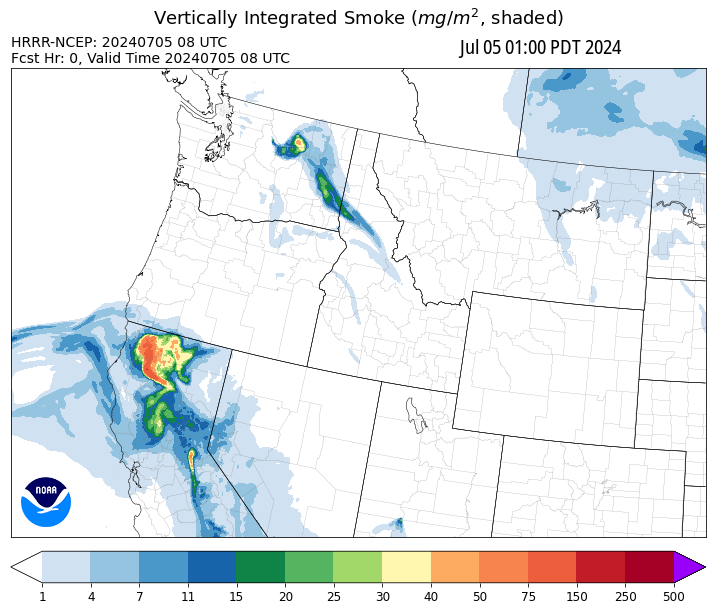 Vertically Integrated Smoke (mg/m², shaded)
HRRR-NCEP: 20240705 08 UTC
Fcst Hr: 0, Valid Time 20240705 08 UTC
Jul 05 01:00 PDT 2024
NOAA
1 4 7 11 15 20 25 30 40 50 75 150 250 500